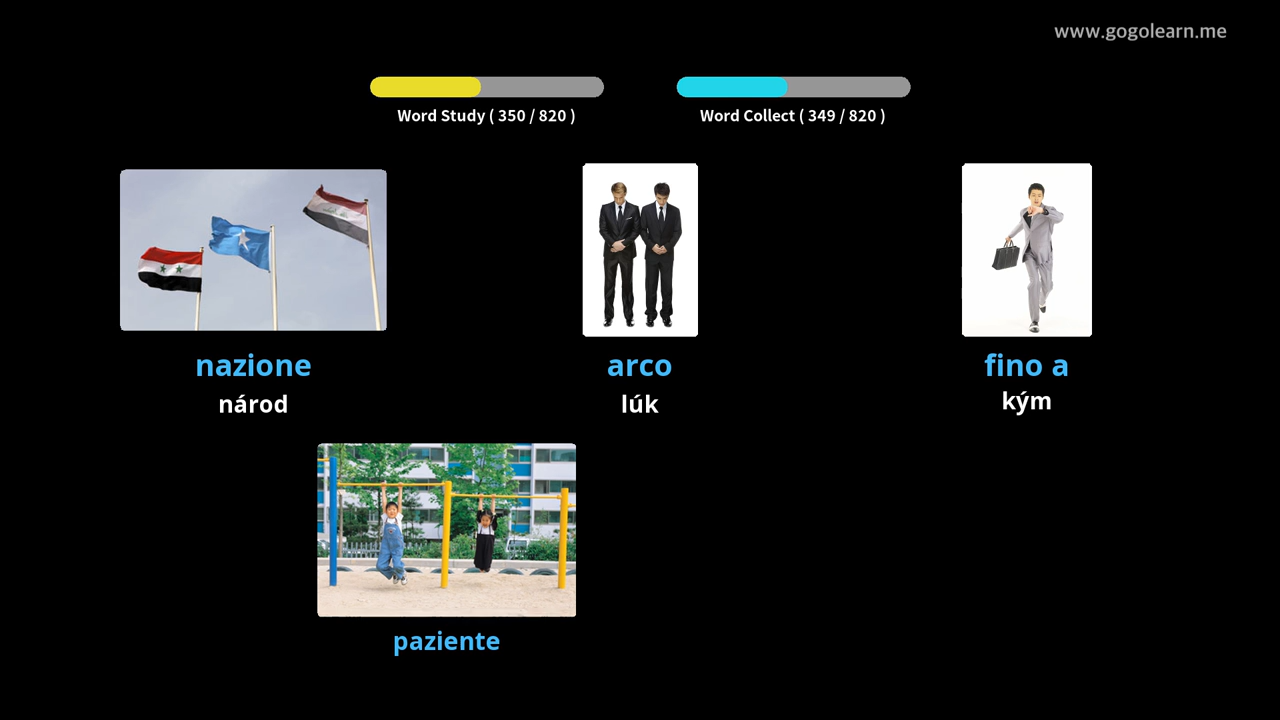 www.gogolearn.me
Word Study ( 350 / 820 )
Word Collect ( 349 / 820 )
nazione
národ
arco
lúk
fino a
kým
paziente